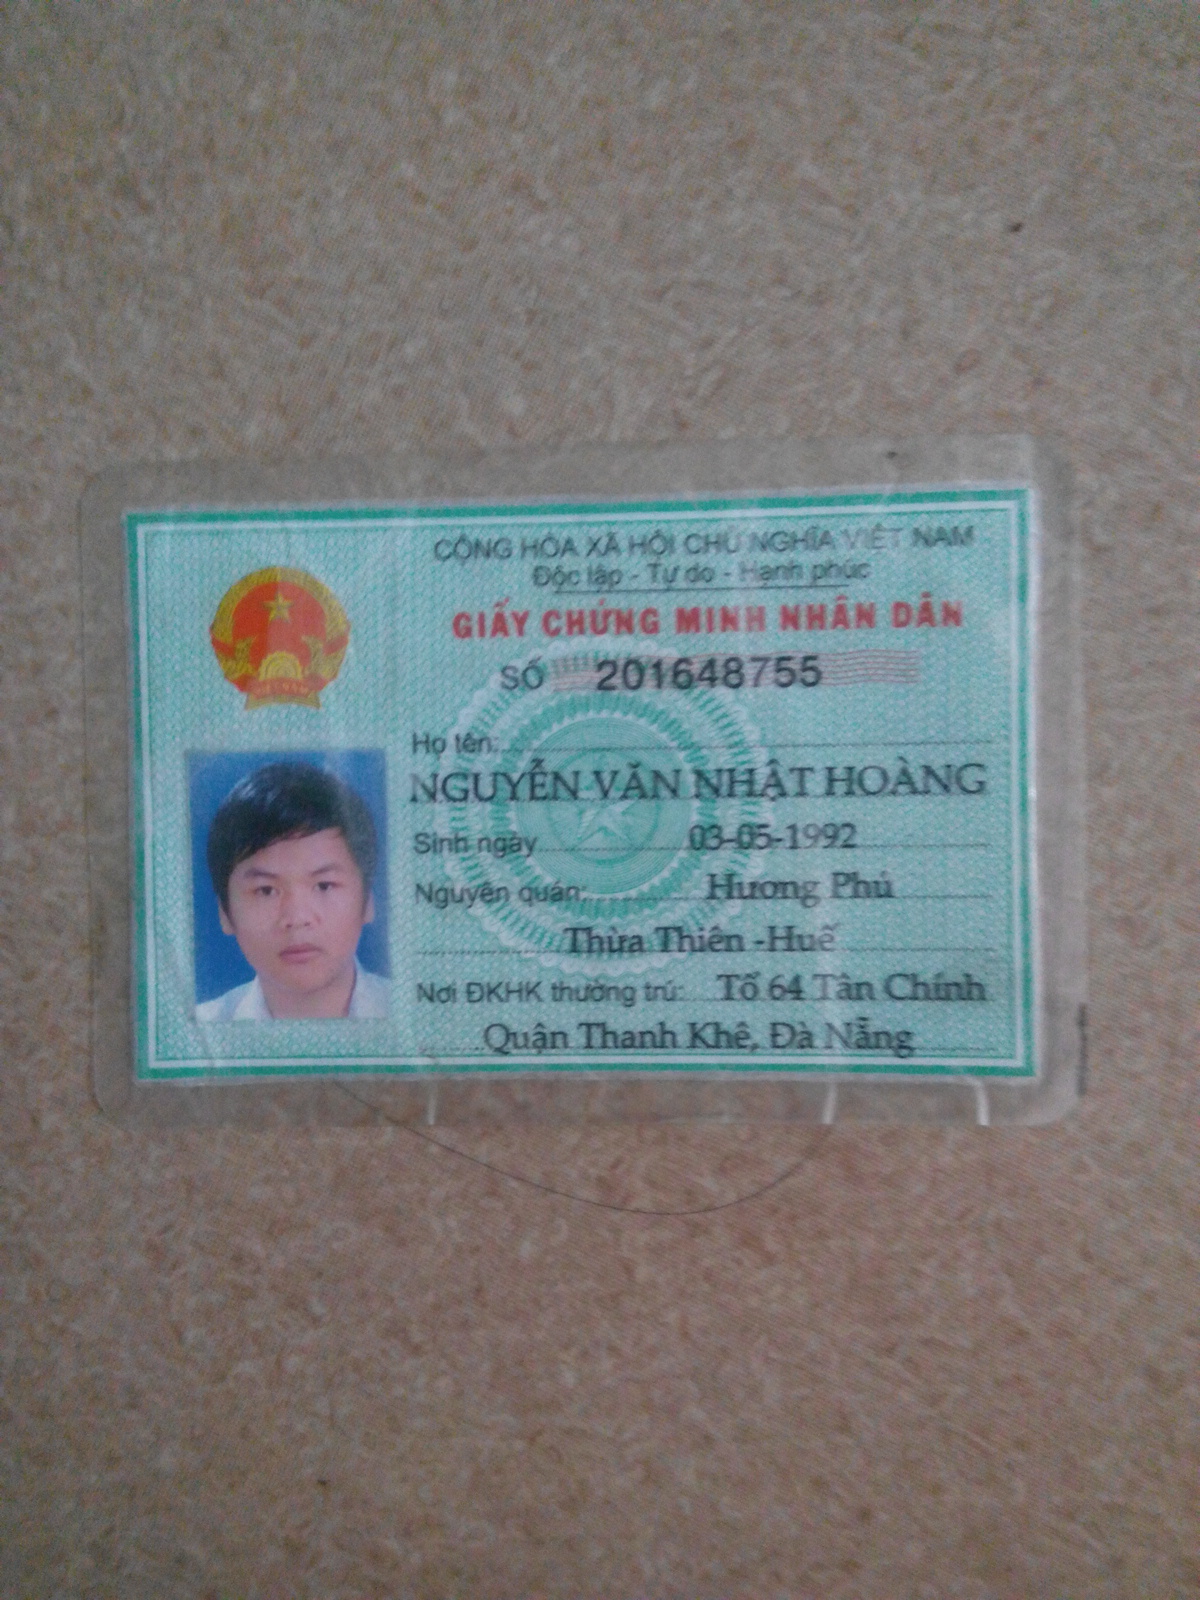 CỘNG HÒA XÃ HỘI CHỦ NGHĨA VIỆT NAM
Độc lập - Tự do - Hạnh phúc
GIẤY CHỨNG MINH NHÂN DÂN
SỐ 201648755
Họ tên:
NGUYỄN VĂN NHẬT HOÀNG
Sinh ngày 03-05-1992
Nguyên quán: Hương Phú
Thừa Thiên -Huế
Nơi ĐKHK thường trú: Tổ 64 Tân Chính
Quận Thanh Khê, Đà Nẵng
VIỆT NAM